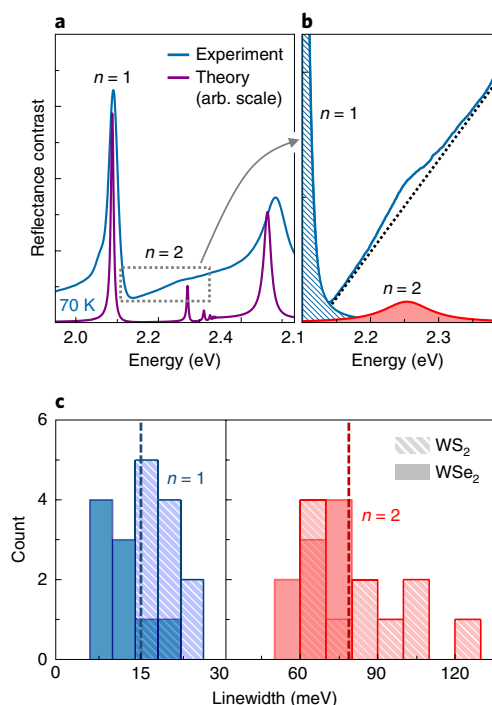 a
b
Experiment
Theory
(arb. scale)
n = 1
n = 1
n = 2
n = 2
70 K
Reflectance contrast
2.0
2.2
2.4
2.1
2.2
2.3
Energy (eV)
Energy (eV)
c
6
4
2
0
Count
WS₂
WSe₂
n = 1
n = 2
0
15
30
60
90
120
Linewidth (meV)